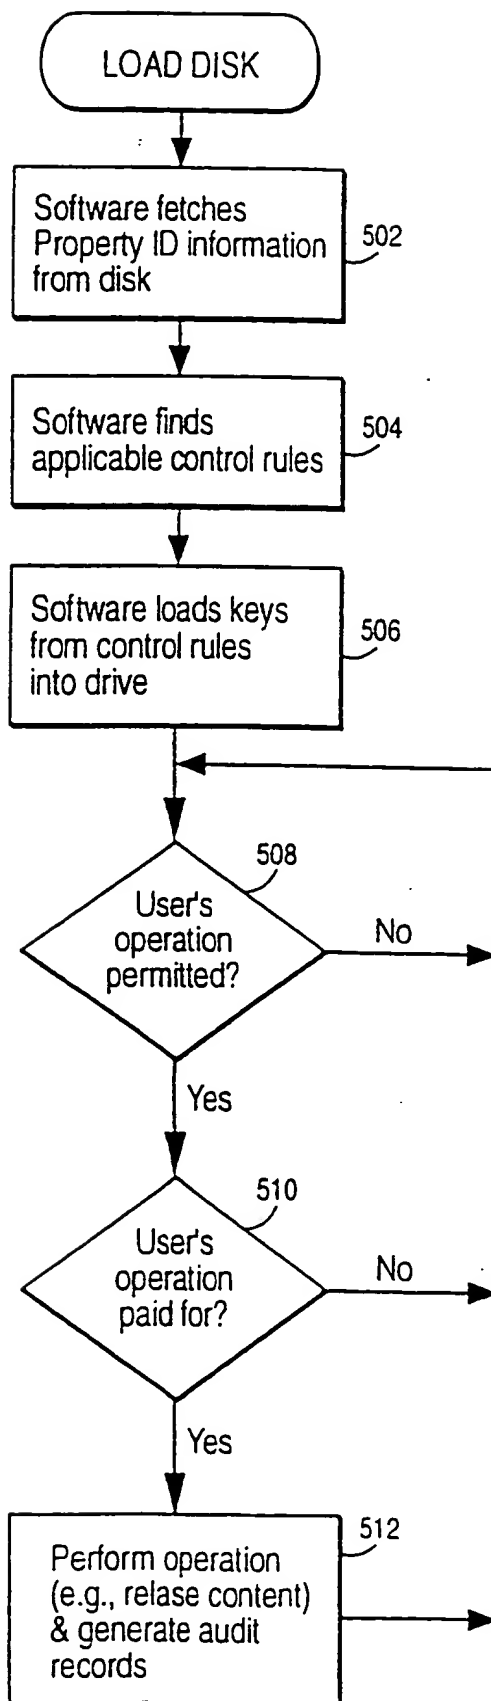 LOAD DISK
Software fetches
Property ID information
from disk
502
Software finds
applicable control rules
504
Software loads keys
from control rules
into drive
506
508
User's
operation
permitted?
No
Yes
510
User's
operation
paid for?
No
Yes
512
Perform operation
(e.g., relase content)
& generate audit
records